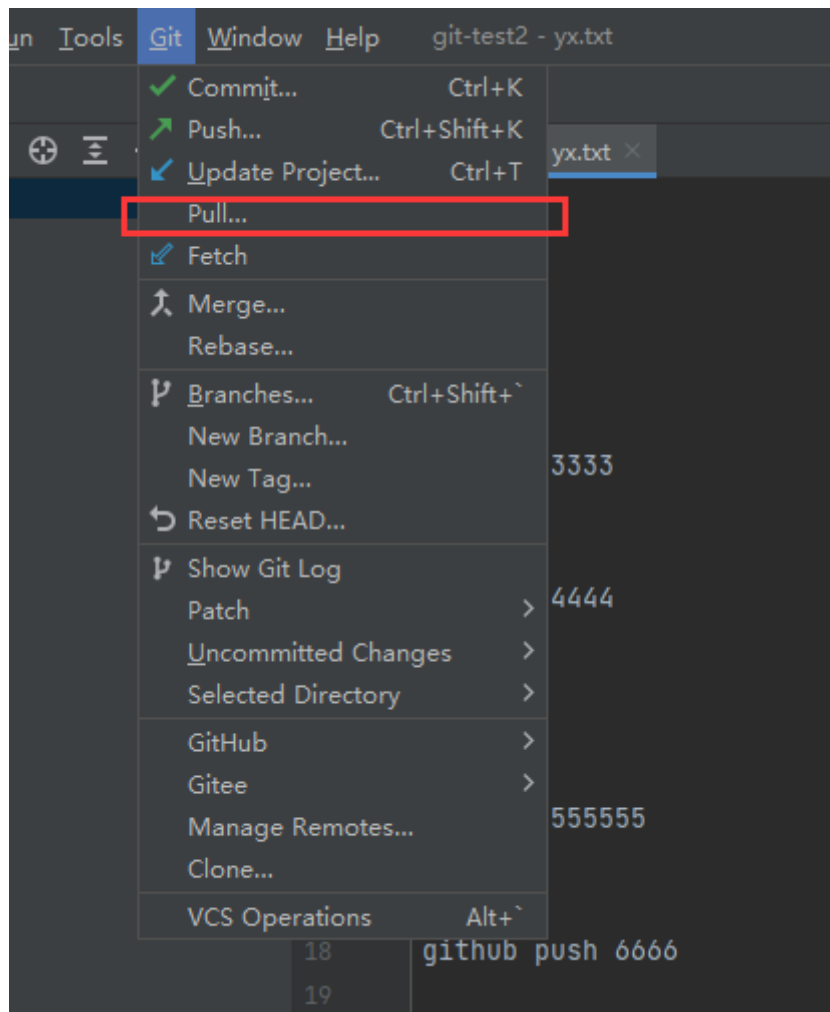 un Tools Git Window Help git-test2 - yx.txt
Commit... Ctrl+K
Push... Ctrl+Shift+K
yx.txt
Update Project... Ctrl+T
Pull...
Fetch
Merge...
Rebase...
Branches... Ctrl+Shift+`
New Branch...
3333
New Tag...
Reset HEAD...
Show Git Log
Patch
4444
Uncommitted Changes
Selected Directory
GitHub
Gitee
555555
Manage Remotes...
Clone...
VCS Operations Alt+`
18 github push 6666
19